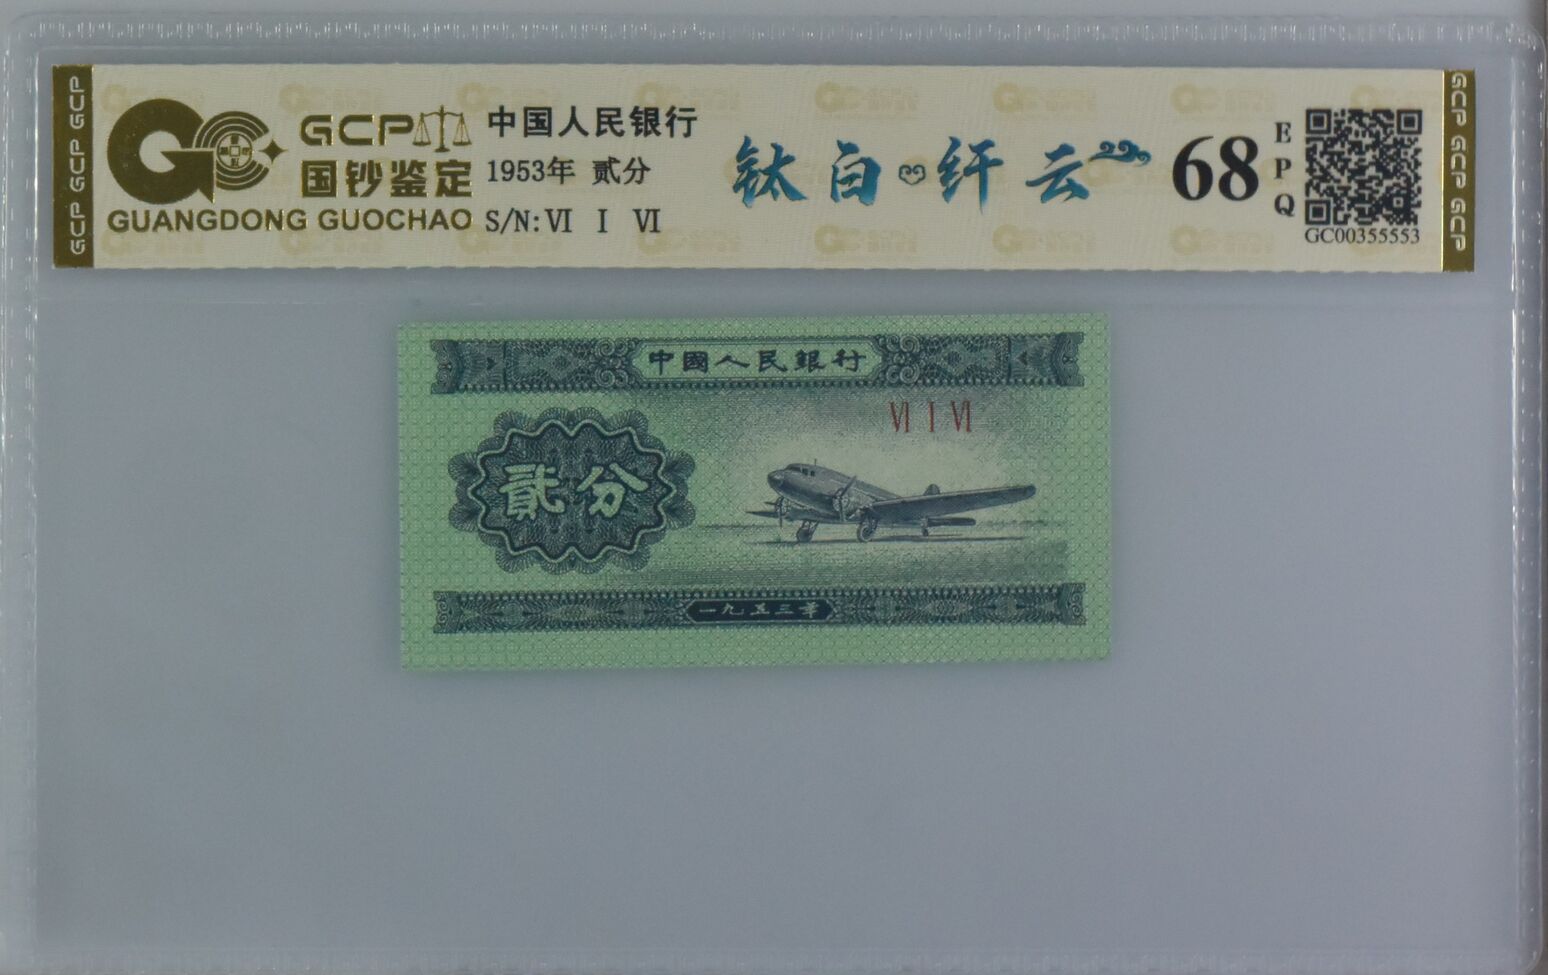 GCP GCP GCP
GCP
国钞鉴定
GUANGDONG GUOCHAO
中国人民银行
1953年 贰分
S/N: Ⅵ Ⅰ Ⅵ
钛白纤云
68
EPQ
GC00355553
GCP GCP GCP
中國人民銀行
Ⅵ Ⅰ Ⅵ
貳分
一九五三年